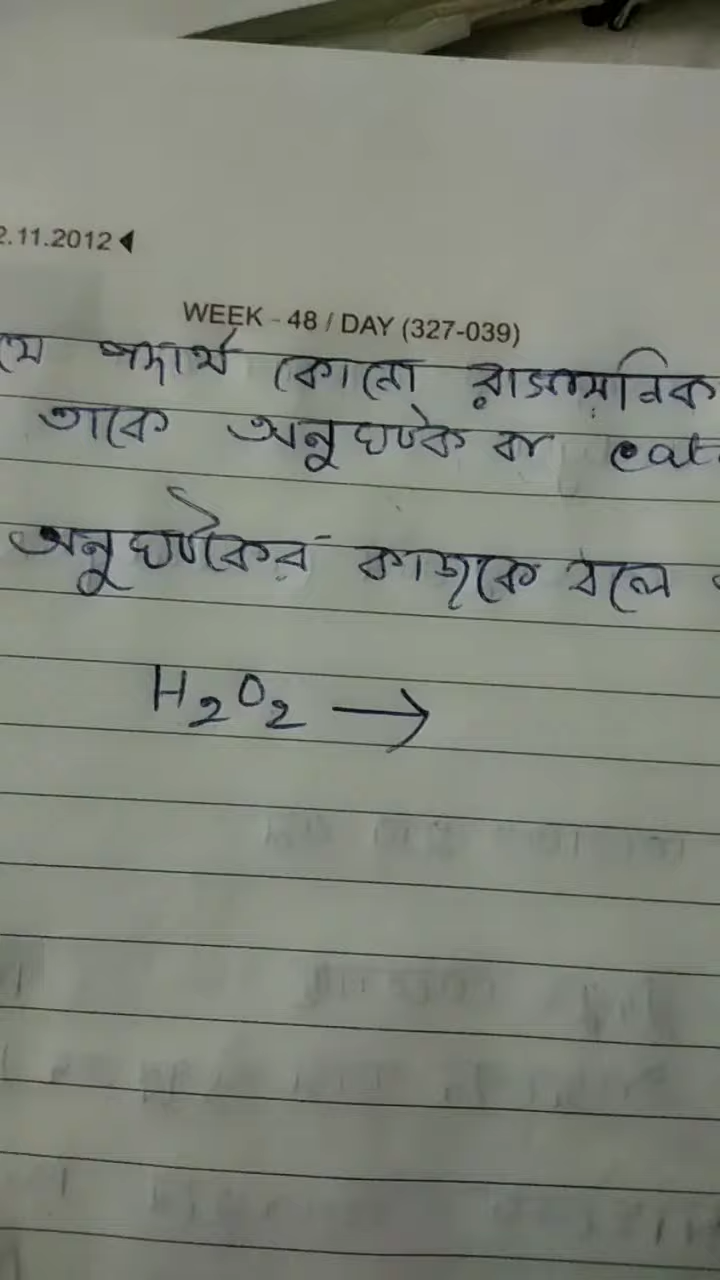 2.11.2012
WEEK - 48 / DAY (327-039)
পদার্থ কোনো রাসায়নিক
তাকে অনুঘটক বা cat
অনুঘটকের কাজকে বলে
H₂O₂ →